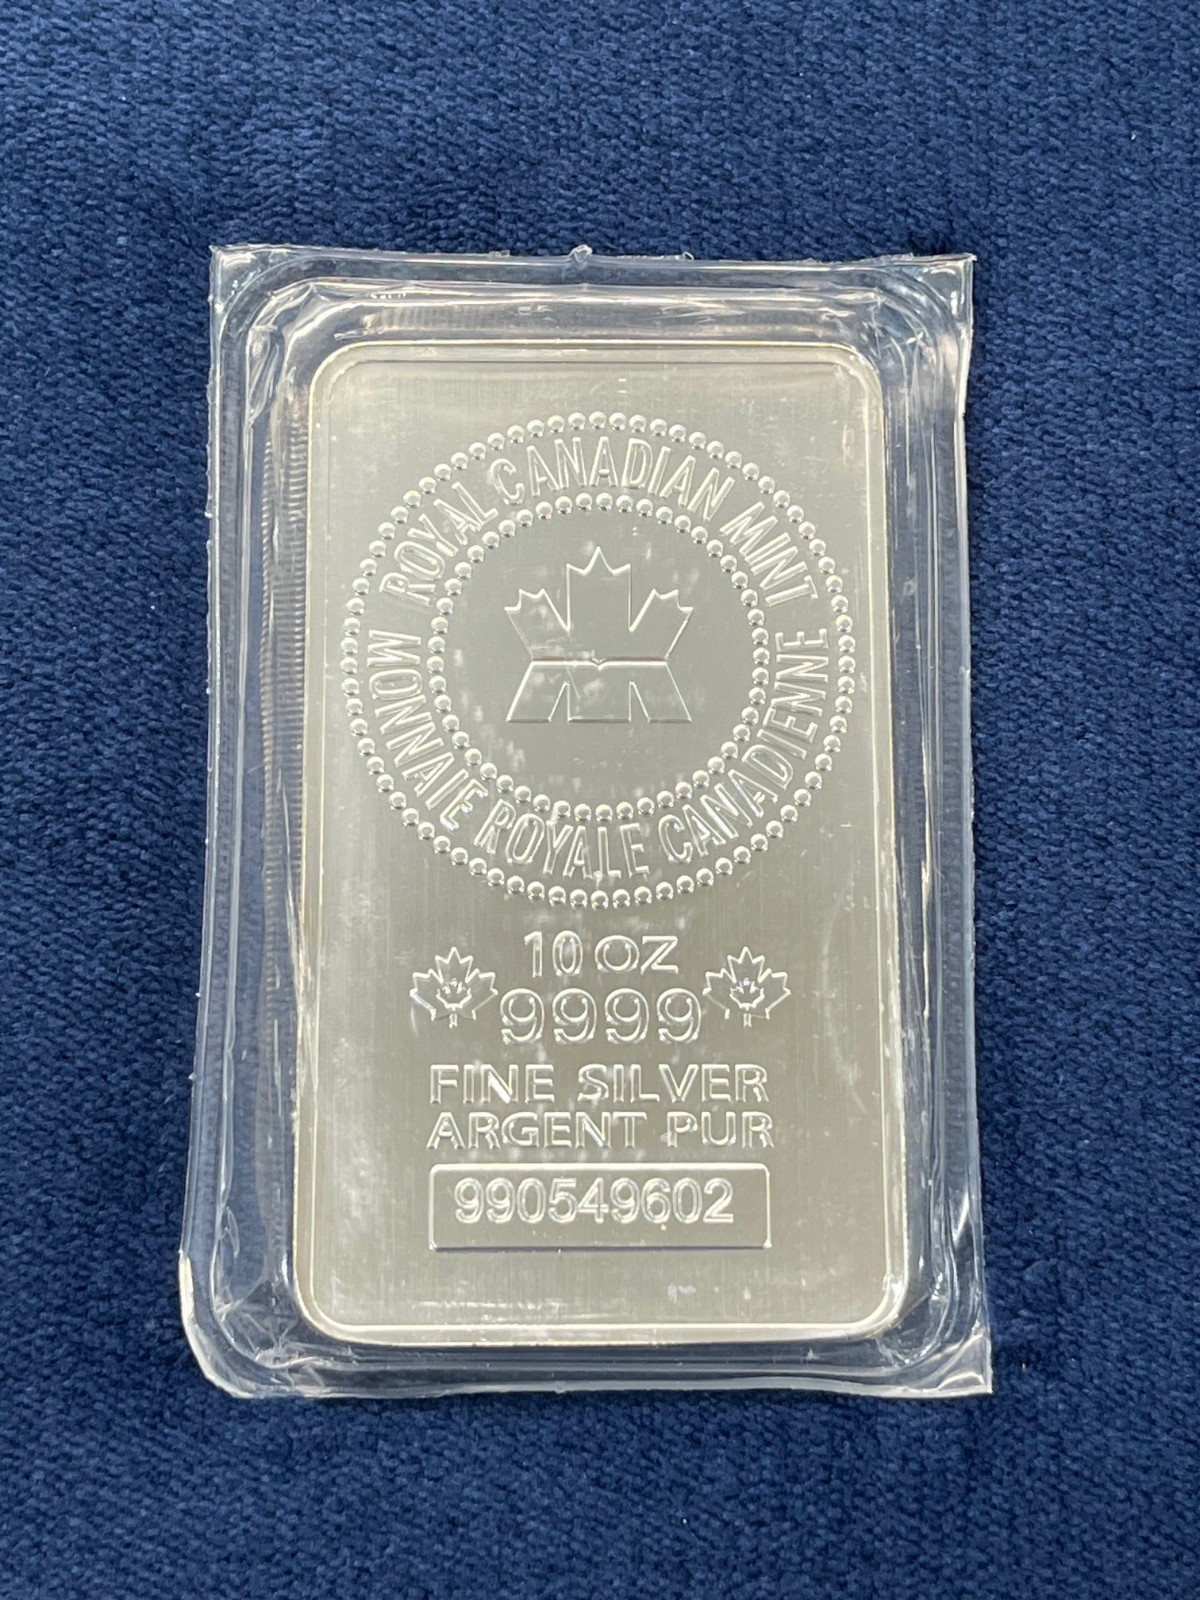 ROYAL CANADIAN MINT
MONNAIE ROYALE CANADIENNE
10 OZ
9999
FINE SILVER
ARGENT PUR
990549602